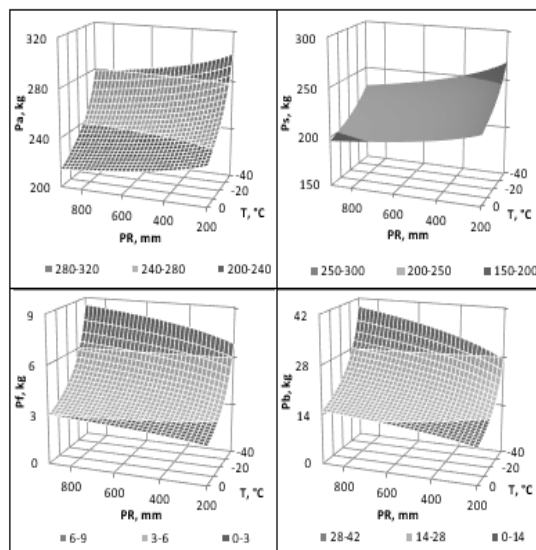 320
280
240
200
Pa, kg
800
600
400
200
PR, mm
-40
-20
0
T, °C
280-320 240-280 200-240
300
250
200
150
Ps, kg
800
600
400
200
PR, mm
-40
-20
0
T, °C
250-300 200-250 150-200
9
6
3
0
Pf, kg
800
600
400
200
PR, mm
-40
-20
0
T, °C
6-9 3-6 0-3
42
28
14
0
Pb, kg
800
600
400
200
PR, mm
-40
-20
0
T, °C
28-42 14-28 0-14